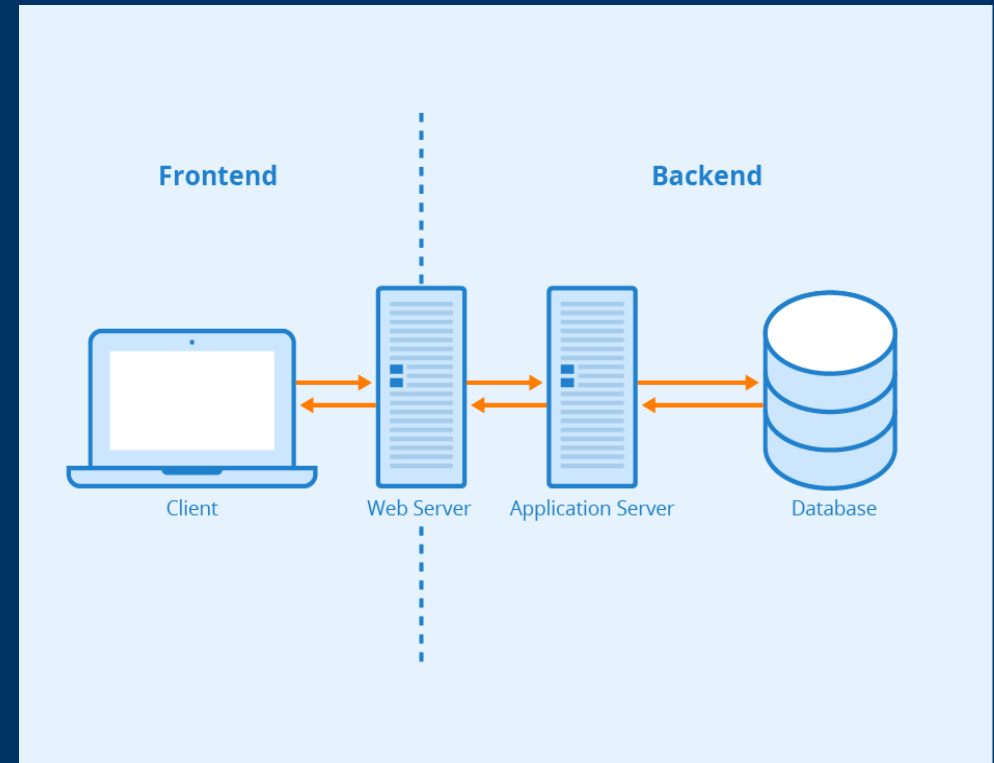 Frontend
Backend
Client
Web Server
Application Server
Database